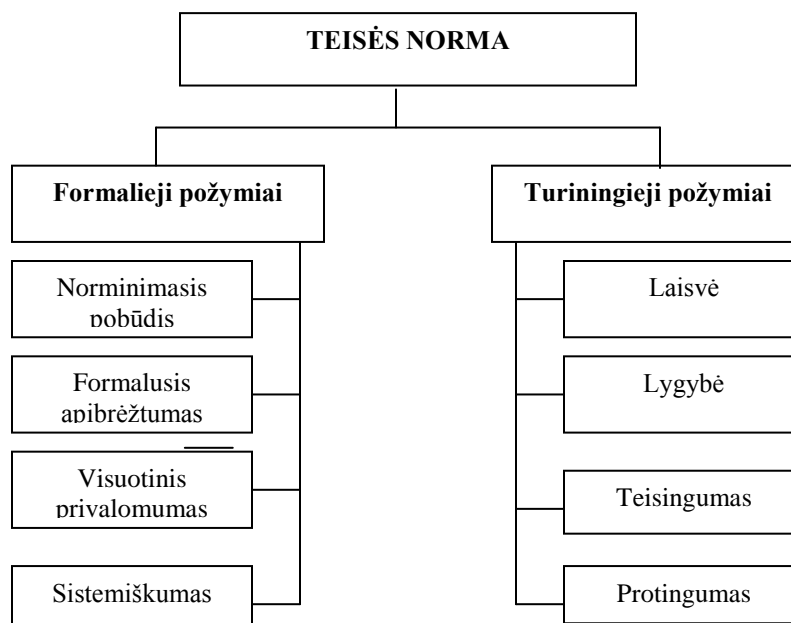 TEISĖS NORMA
Formalieji požymiai
Norminimasis
pobūdis
Formalusis
apibrėžtumas
Visuotinis
privalomumas
Sistemiškumas
Turiningieji požymiai
Laisvė
Lygybė
Teisingumas
Protingumas